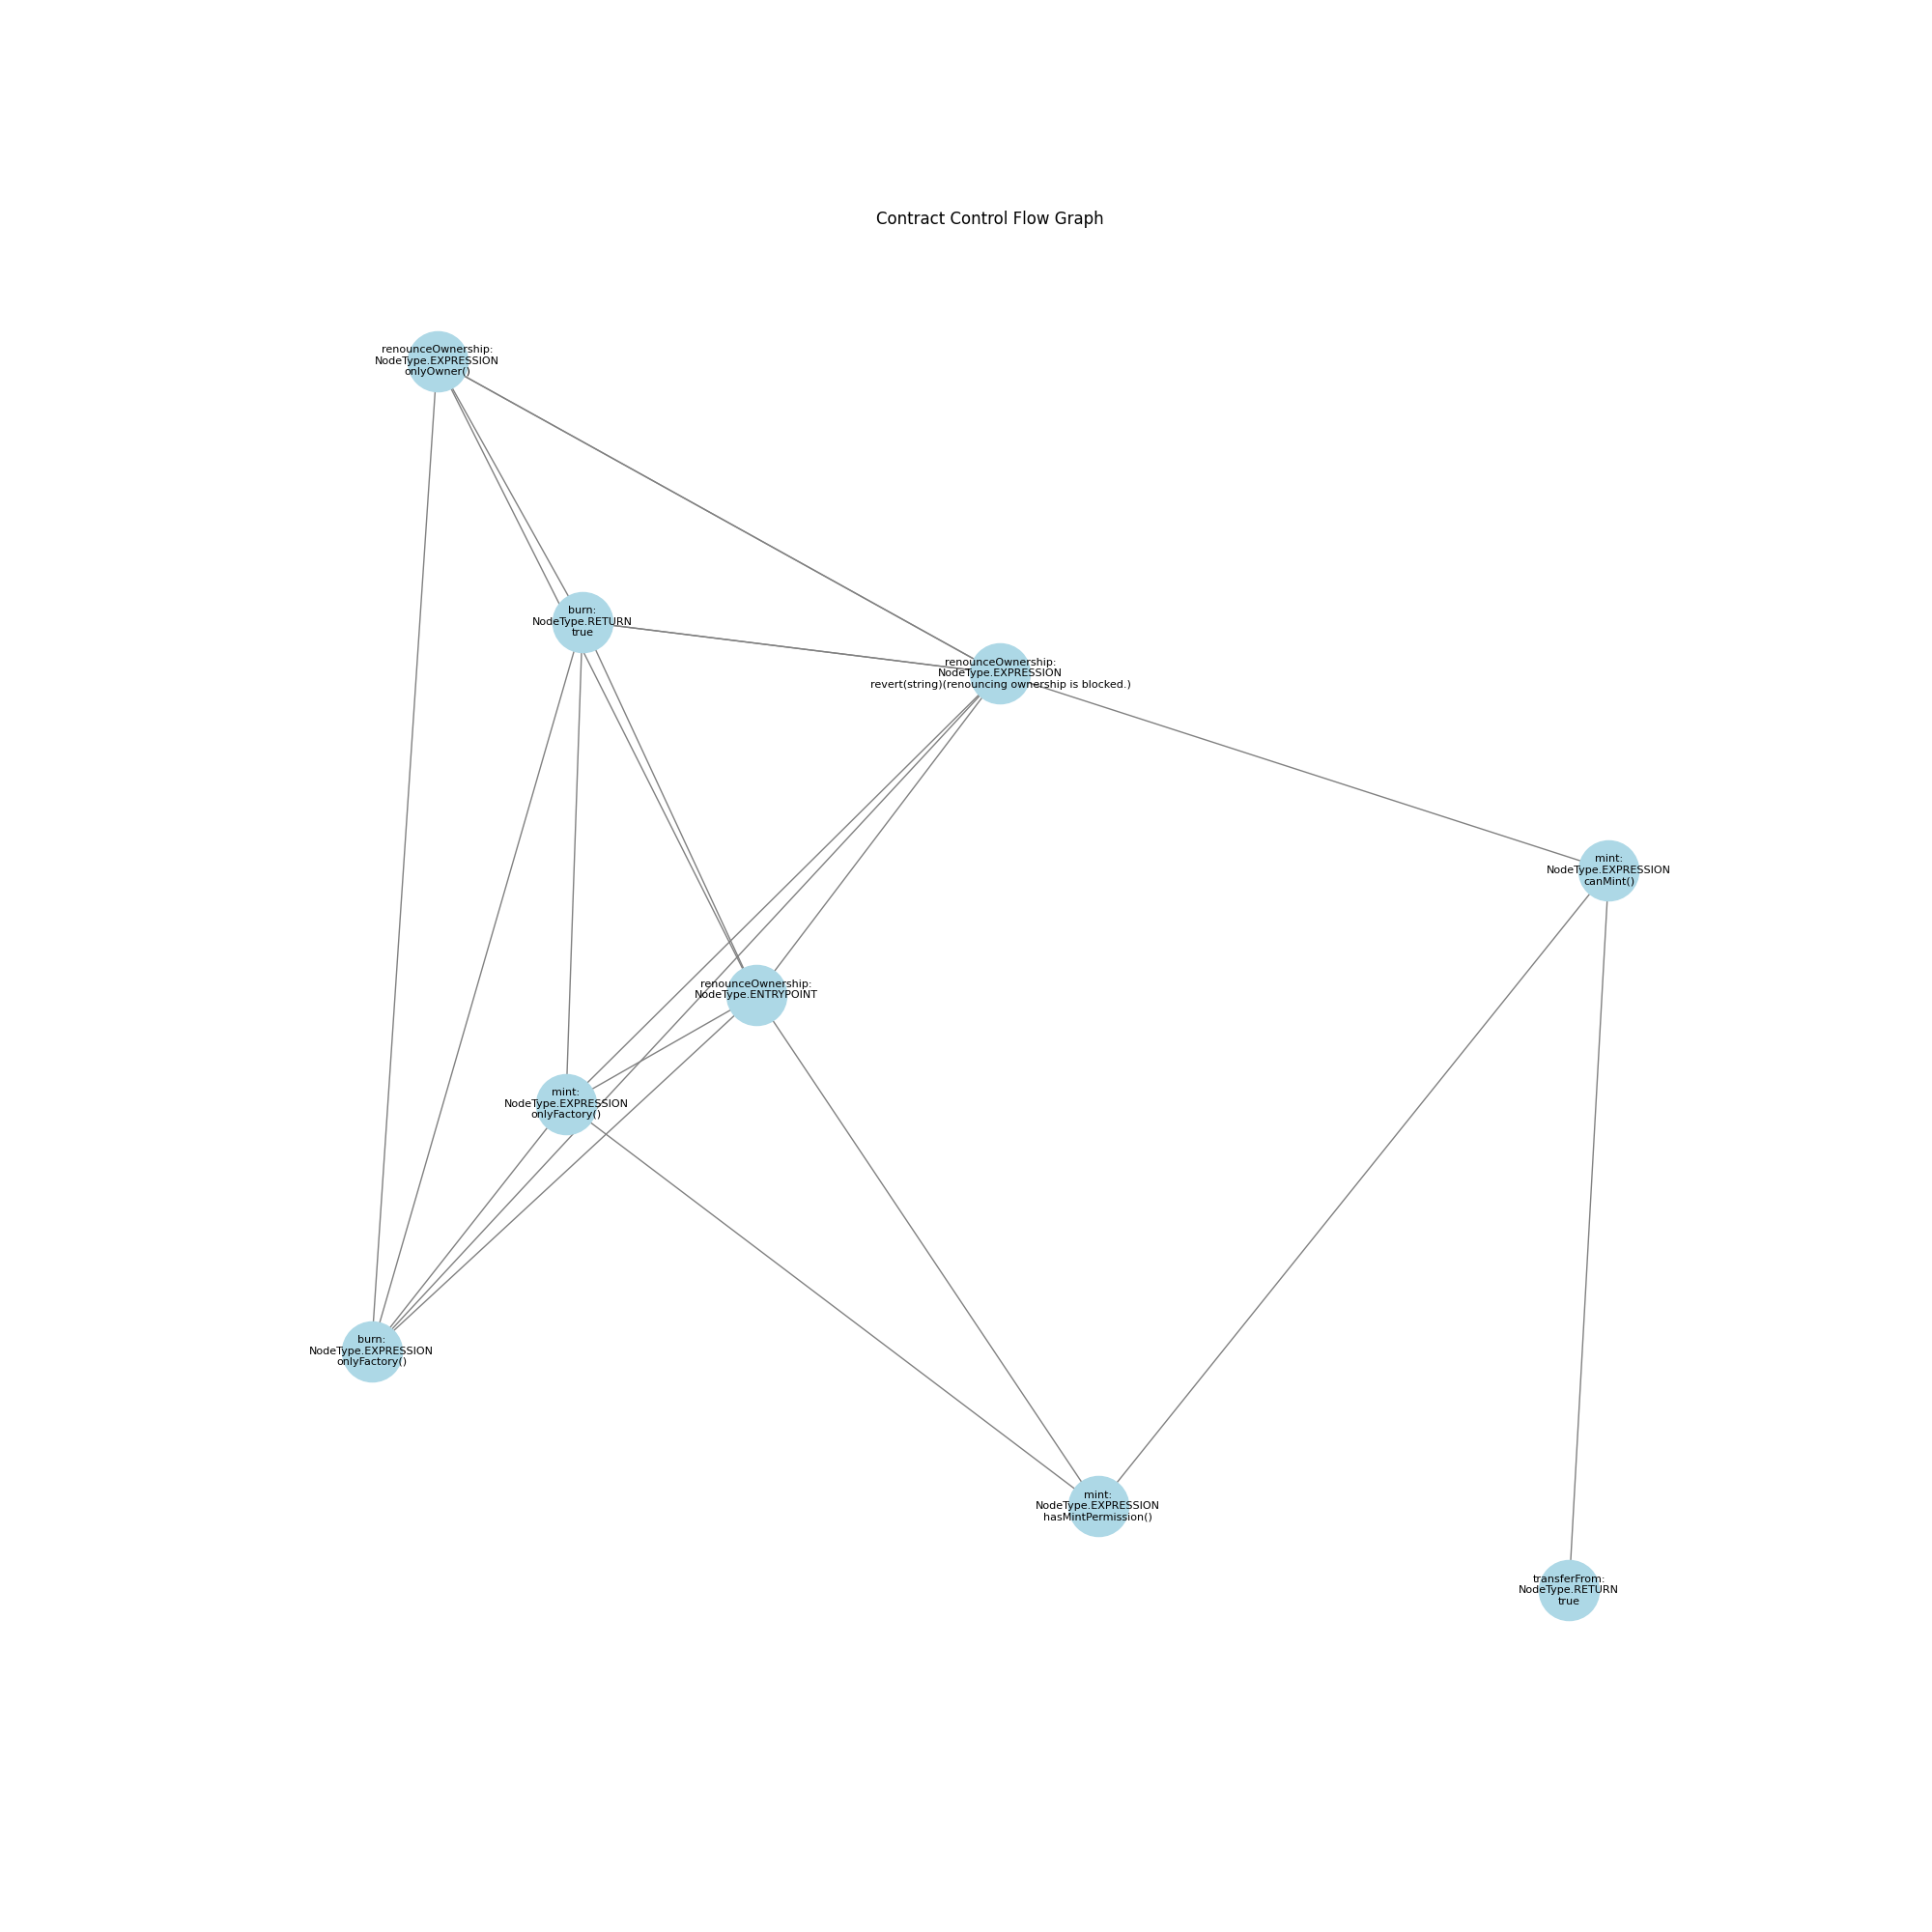 Contract Control Flow Graph
renounceOwnership:
NodeType.EXPRESSION
onlyOwner()
burn:
NodeType.RETURN
true
renounceOwnership:
NodeType.EXPRESSION
revert(string)(renouncing ownership is blocked.)
mint:
NodeType.EXPRESSION
canMint()
renounceOwnership:
NodeType.ENTRYPOINT
mint:
NodeType.EXPRESSION
onlyFactory()
burn:
NodeType.EXPRESSION
onlyFactory()
mint:
NodeType.EXPRESSION
hasMintPermission()
transferFrom:
NodeType.RETURN
true